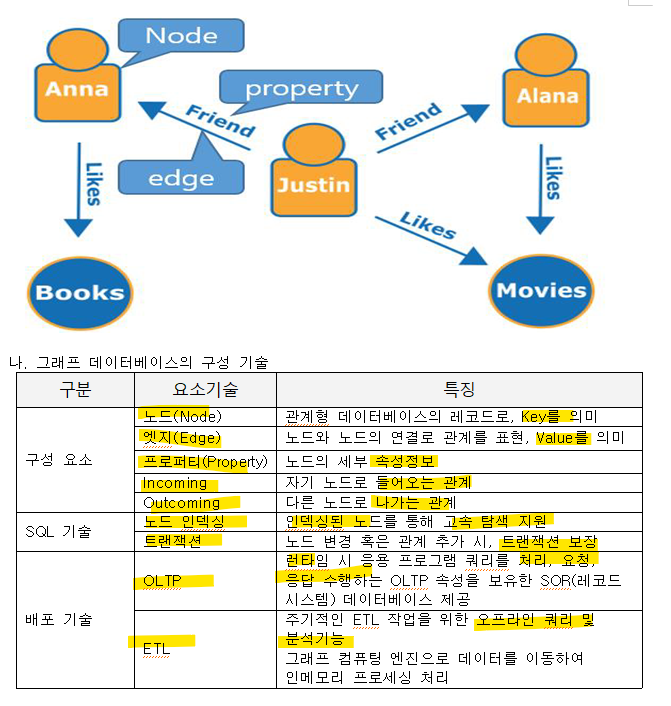 Node
Anna
property
Alana
Friend
Friend
edge
Justin
Likes
Likes
Likes
Books
Movies
나. 그래프 데이터베이스의 구성 기술
구분 요소기술 특징
구성 요소
노드(Node) 관계형 데이터베이스의 레코드로, Key를 의미
엣지(Edge) 노드와 노드의 연결로 관계를 표현, Value를 의미
프로퍼티(Property) 노드의 세부 속성정보
Incoming 자기 노드로 들어오는 관계
Outcoming 다른 노드로 나가는 관계
SQL 기술
노드 인덱싱 인덱싱된 노드를 통해 고속 탐색 지원
트랜잭션 노드 변경 혹은 관계 추가 시, 트랜잭션 보장
배포 기술
OLTP
런타임 시 응용 프로그램 쿼리를 처리, 요청,
응답 수행하는 OLTP 속성을 보유한 SOR(레코드
시스템) 데이터베이스 제공
ETL
주기적인 ETL 작업을 위한 오프라인 쿼리 및
분석기능
그래프 컴퓨팅 엔진으로 데이터를 이동하여
인메모리 프로세싱 처리